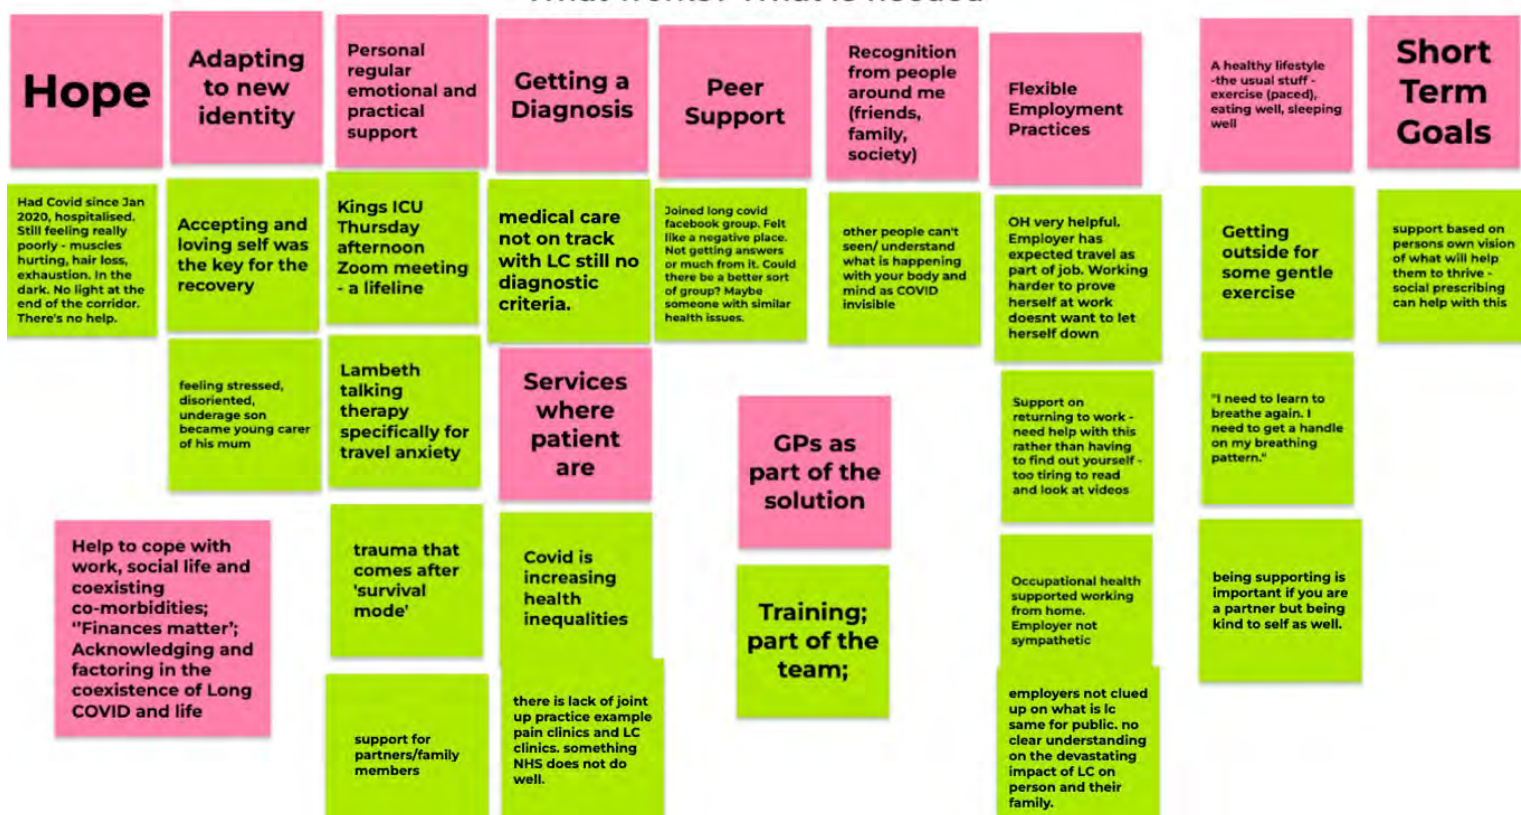 What works? What is needed
Hope
Adapting
to new
identity
Personal
regular
emotional and
practical
support
Getting a
Diagnosis
Peer
Support
Recognition
from people
around me
(friends,
family,
society)
Flexible
Employment
Practices
A healthy lifestyle
-the usual stuff -
exercise (paced),
eating well, sleeping
well
Short
Term
Goals
Had Covid since Jan
2020, hospitalised.
Still feeling really
poorly - muscles
hurting, hair loss,
exhaustion. In the
dark. No light at the
end of the corridor.
There's no help.
Accepting and
loving self was
the key for the
recovery
Kings ICU
Thursday
afternoon
Zoom meeting
- a lifeline
medical care
not on track
with LC still no
diagnostic
criteria.
Joined long covid
facebook group. Felt
like a negative place.
Not getting answers
or much from it. Could
there be a better sort
of group? Maybe
someone with similar
health issues.
other people can't
seen/ understand
what is happening
with your body and
mind as COVID
invisible
OH very helpful.
Employer has
expected travel as
part of job. Working
harder to prove
herself at work
doesnt want to let
herself down
Getting
outside for
some gentle
exercise
support based on
persons own vision
of what will help
them to thrive -
social prescribing
can help with this
feeling stressed,
disoriented,
underage son
became young carer
of his mum
Lambeth
talking
therapy
specifically for
travel anxiety
Services
where
patient
are
GPs as
part of the
solution
Support on
returning to work -
need help with this
rather than having
to find out yourself -
too tiring to read
and look at videos
"I need to learn to
breathe again. I
need to get a handle
on my breathing
pattern."
Help to cope with
work, social life and
coexisting
co-morbidities;
"Finances matter';
Acknowledging and
factoring in the
coexistence of Long
COVID and life
trauma that
comes after
'survival
mode'
Covid is
increasing
health
inequalities
Training;
part of the
team;
Occupational health
supported working
from home.
Employer not
sympathetic
being supporting is
important if you are
a partner but being
kind to self as well.
support for
partners/family
members
there is lack of joint
up practice example
pain clinics and LC
clinics. something
NHS does not do
well.
employers not clued
up on what is lc
same for public. no
clear understanding
on the devastating
impact of LC on
person and their
family.